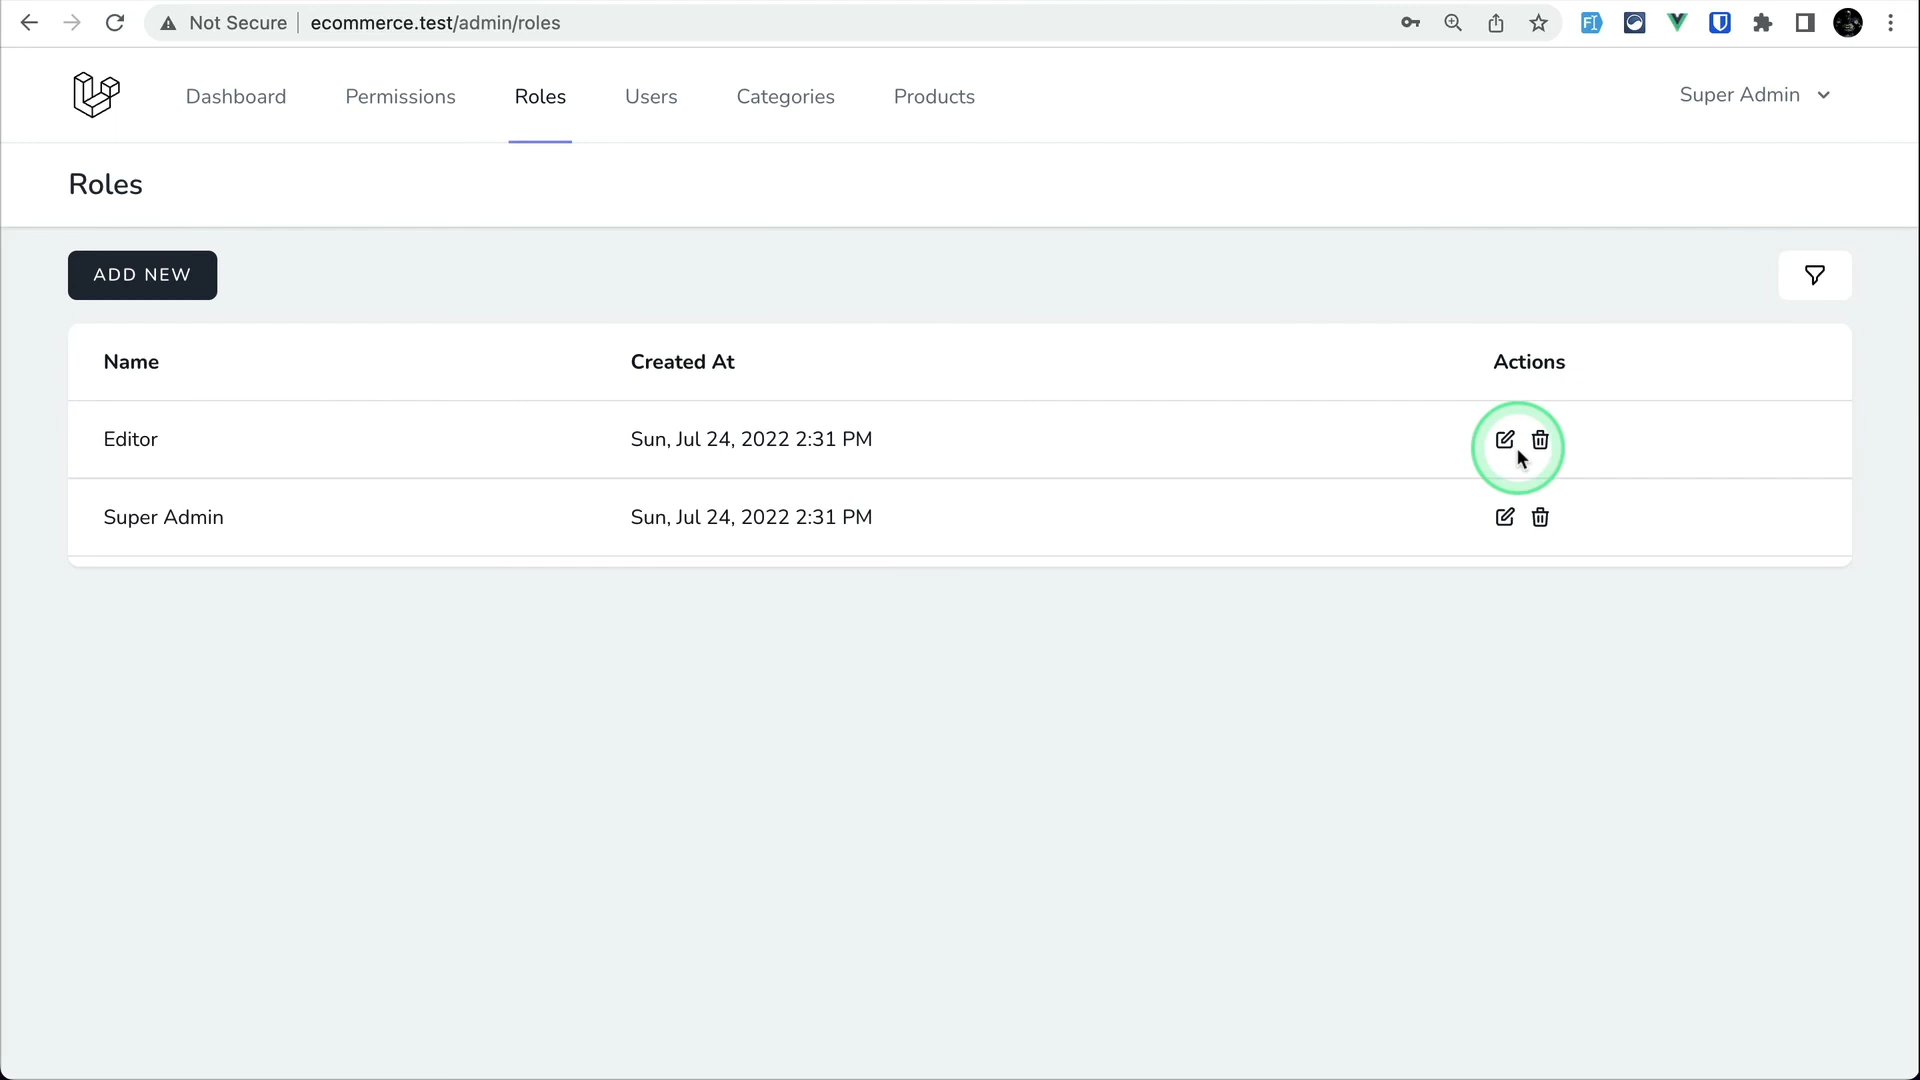 Not Secure ecommerce.test/admin/roles
Dashboard Permissions Roles Users Categories Products Super Admin
Roles
ADD NEW
Name Created At Actions
Editor Sun, Jul 24, 2022 2:31 PM
Super Admin Sun, Jul 24, 2022 2:31 PM